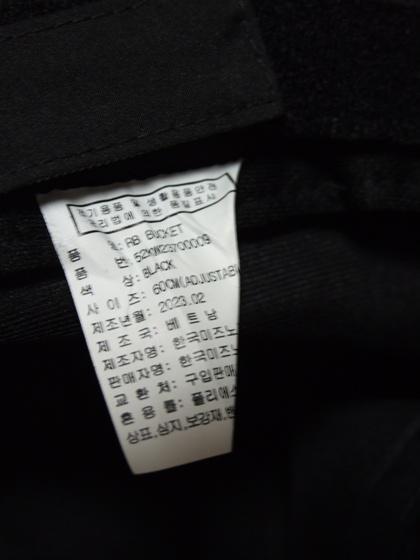 전기용품 및 생활용품안전
관리법에 의한 품질표시
품 명: RB BUCKET
품 번: 52KW23700009
색 상: BLACK
사 이 즈: 60CM(ADJUSTAB
제조년월: 2023.02
제 조 국: 베트남
제조자명: 한국미즈노
판매자명: 한국미즈노
교 환 처: 구입판매
혼 용 률: 폴리에스
상표,심지,보강재,